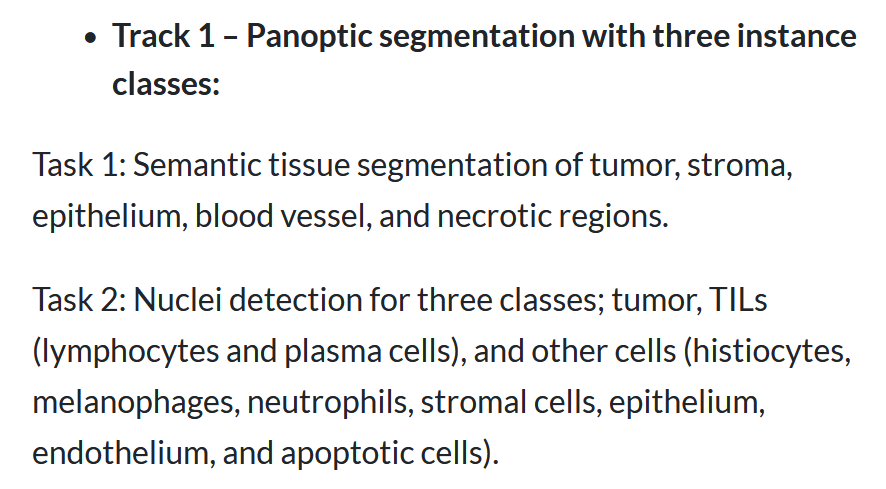 • Track 1 – Panoptic segmentation with three instance
classes:
Task 1: Semantic tissue segmentation of tumor, stroma,
epithelium, blood vessel, and necrotic regions.
Task 2: Nuclei detection for three classes; tumor, TILs
(lymphocytes and plasma cells), and other cells (histiocytes,
melanophages, neutrophils, stromal cells, epithelium,
endothelium, and apoptotic cells).